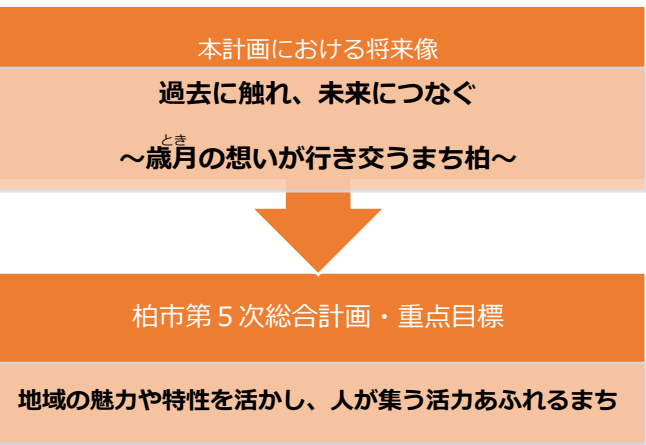 本計画における将来像
過去に触れ、未来につなぐ
とき
～歳月の想いが行き交うまち柏～
柏市第５次総合計画・重点目標
地域の魅力や特性を活かし、人が集う活力あふれるまち